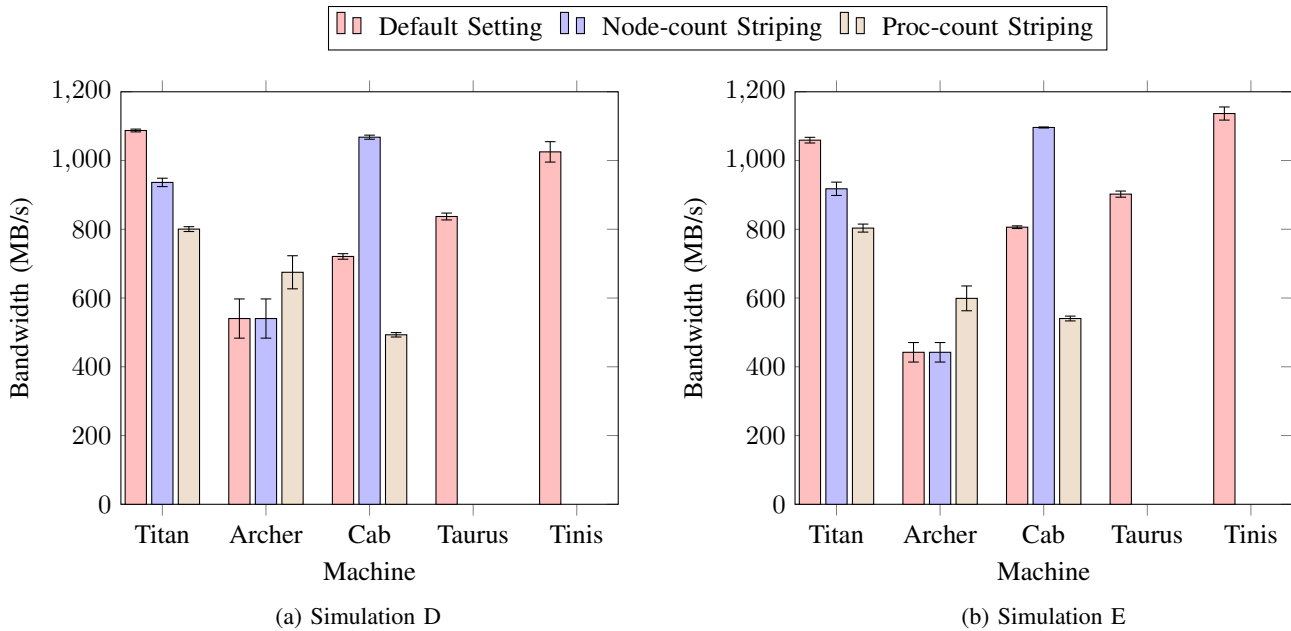 Default Setting Node-count Striping Proc-count Striping
1,200
1,000
800
600
400
200
0
Bandwidth (MB/s)
Titan Archer Cab Taurus Tinis
Machine
(a) Simulation D
1,200
1,000
800
600
400
200
0
Bandwidth (MB/s)
Titan Archer Cab Taurus Tinis
Machine
(b) Simulation E